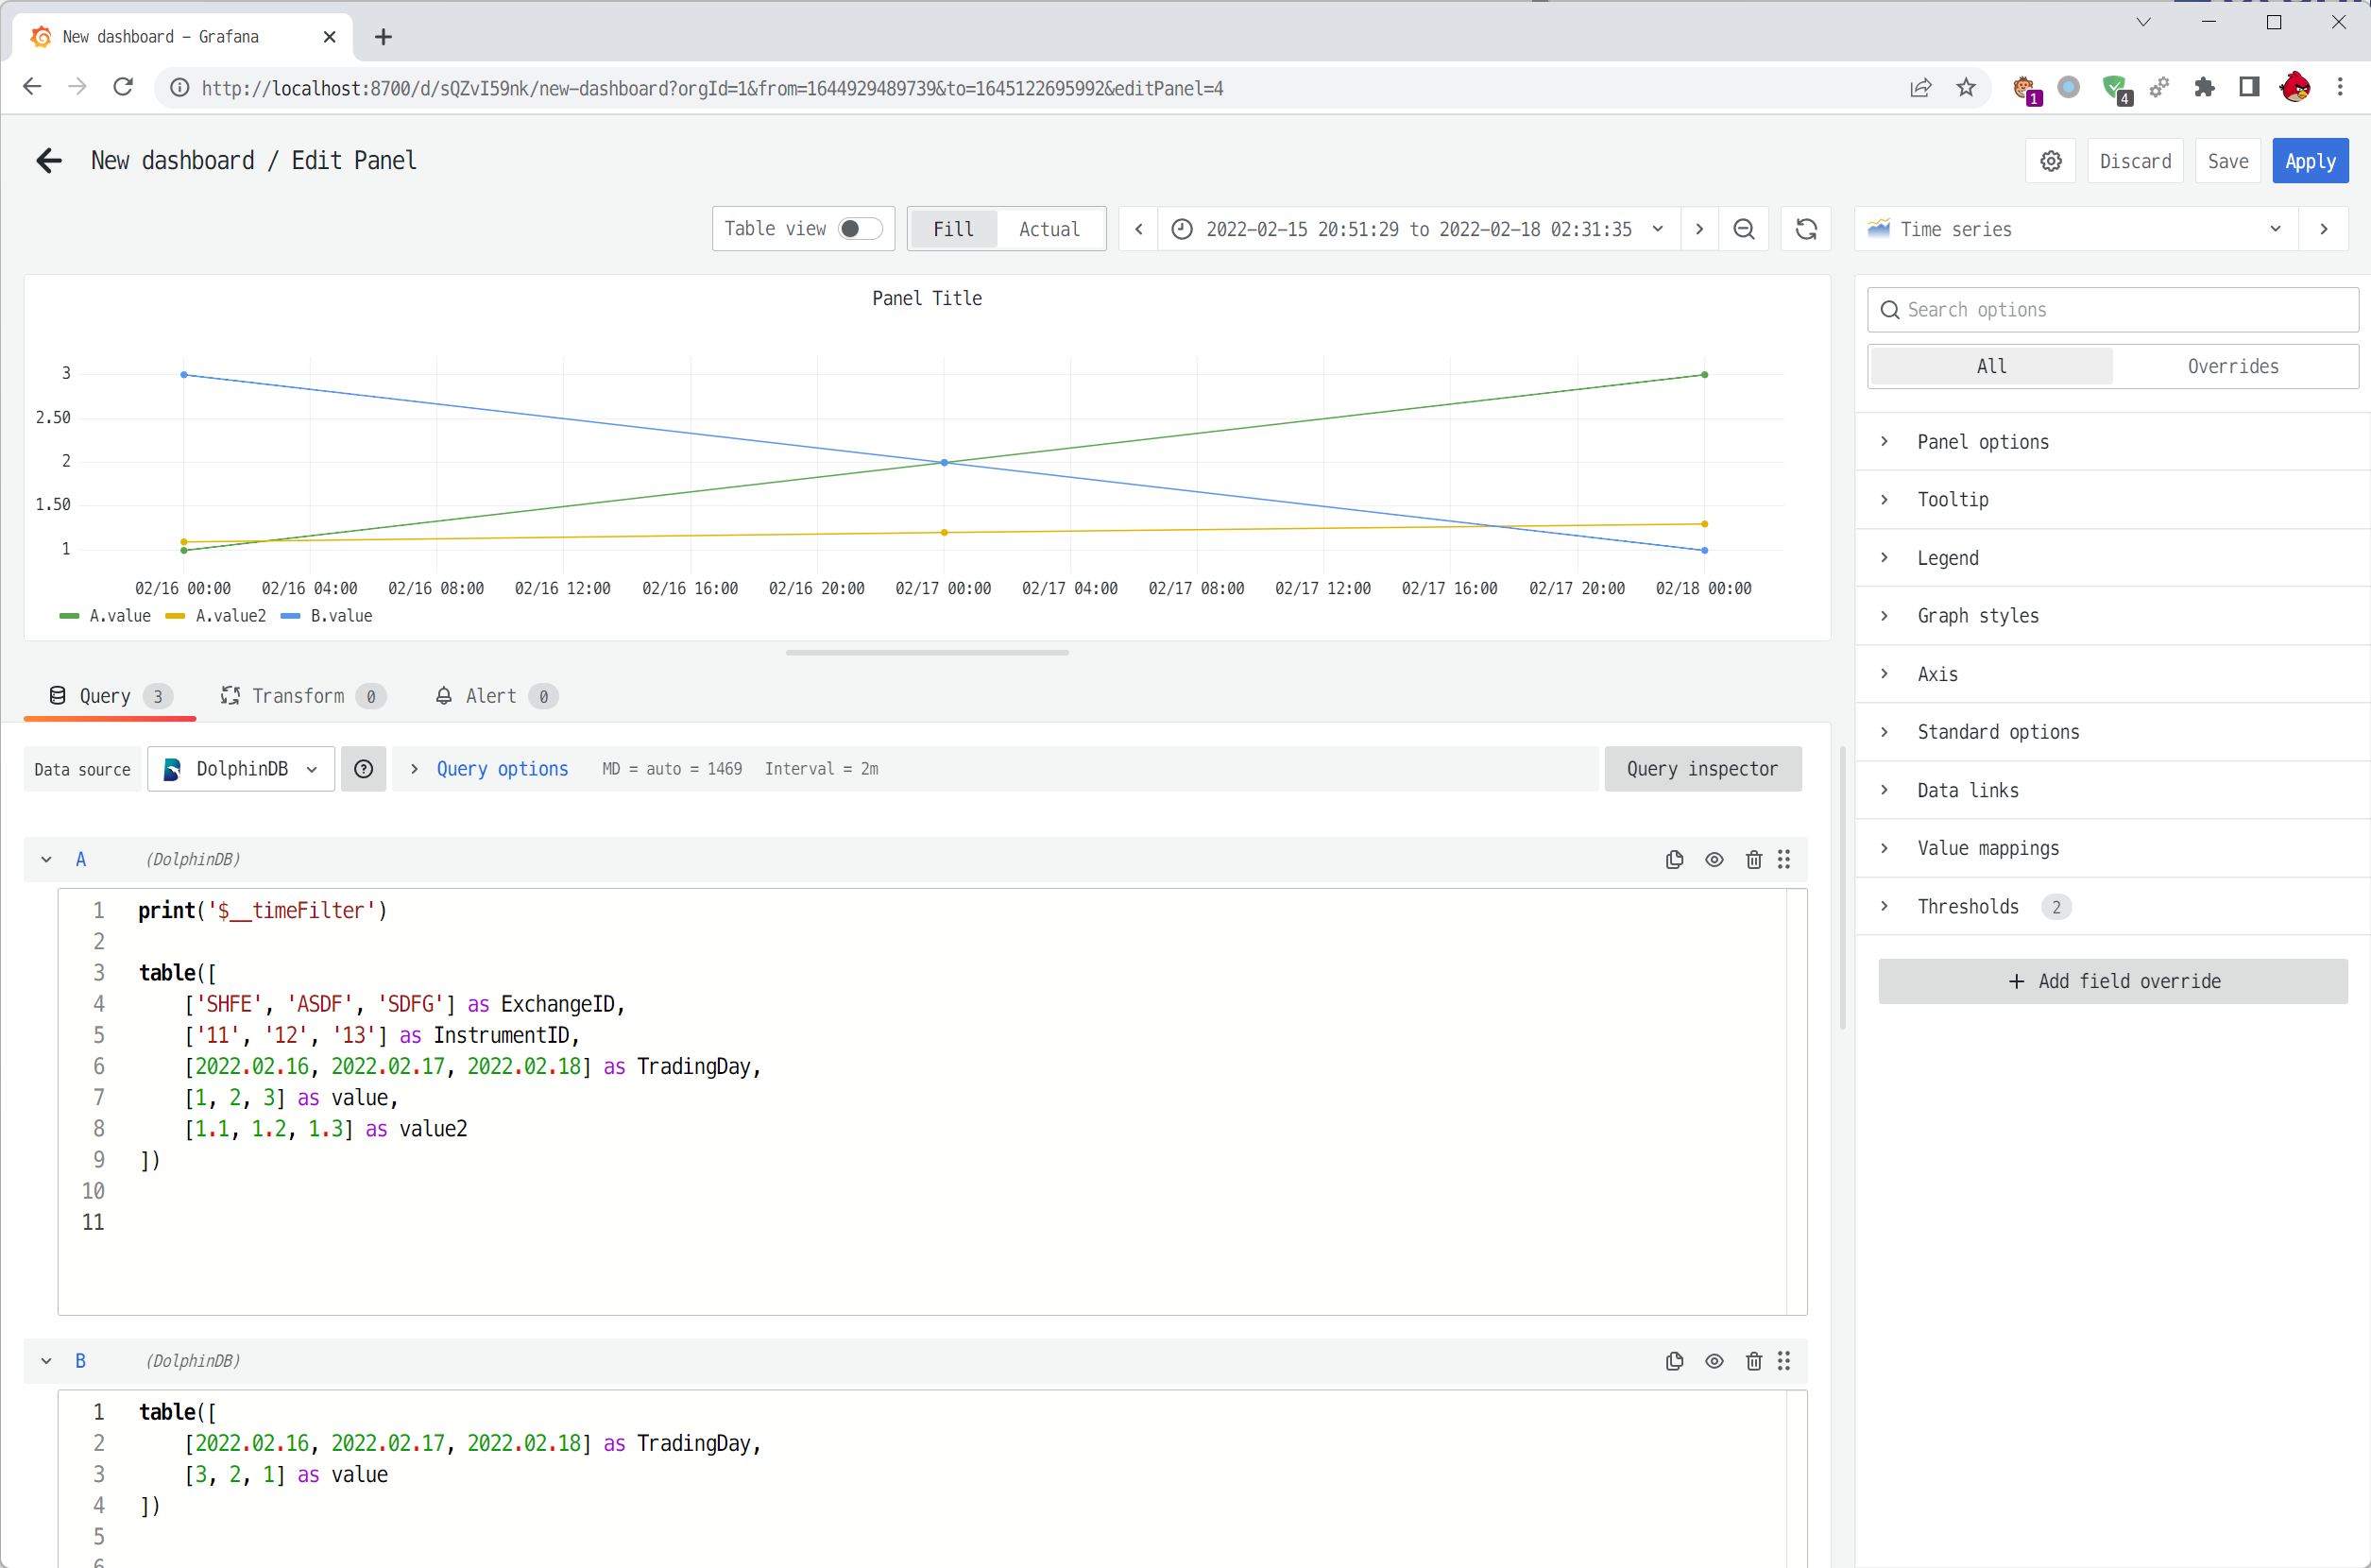 New dashboard - Grafana
http://localhost:8700/d/sQZvI59nk/new-dashboard?orgId=1&from=1644929489739&to=1645122695992&editPanel=4
1
4
New dashboard / Edit Panel
Discard
Save
Apply
Table view
Fill
Actual
2022-02-15 20:51:29 to 2022-02-18 02:31:35
Time series
Panel Title
3
2.50
2
1.50
1
02/16 00:00 02/16 04:00 02/16 08:00 02/16 12:00 02/16 16:00 02/16 20:00 02/17 00:00 02/17 04:00 02/17 08:00 02/17 12:00 02/17 16:00 02/17 20:00 02/18 00:00
A.value A.value2 B.value
Query 3
Transform 0
Alert 0
Data source
DolphinDB
Query options
MD = auto = 1469
Interval = 2m
Query inspector
A (DolphinDB)
1 print('$__timeFilter')
2
3 table([
4 ['SHFE', 'ASDF', 'SDFG'] as ExchangeID,
5 ['11', '12', '13'] as InstrumentID,
6 [2022.02.16, 2022.02.17, 2022.02.18] as TradingDay,
7 [1, 2, 3] as value,
8 [1.1, 1.2, 1.3] as value2
9 ])
10
11
B (DolphinDB)
1 table([
2 [2022.02.16, 2022.02.17, 2022.02.18] as TradingDay,
3 [3, 2, 1] as value
4 ])
5
Search options
All
Overrides
Panel options
Tooltip
Legend
Graph styles
Axis
Standard options
Data links
Value mappings
Thresholds 2
+ Add field override